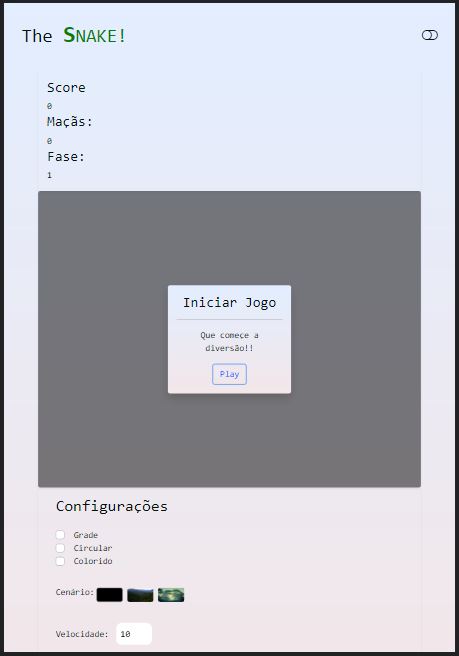 The SNAKE!
Score
0
Maçãs:
0
Fase:
1
Iniciar Jogo
Que começe a
diversão!!
Play
Configurações
Grade
Circular
Colorido
Cenário:
Velocidade: 10